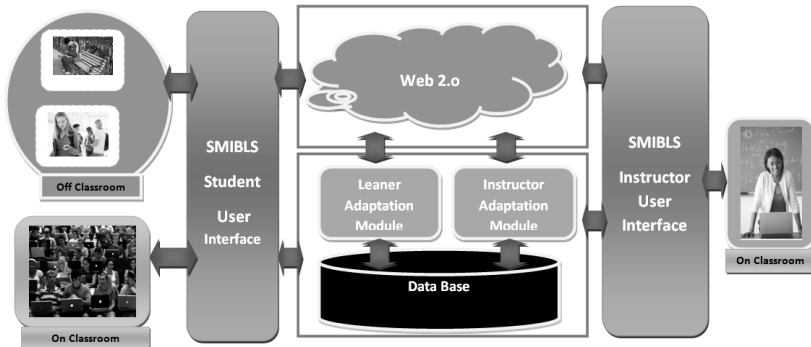 Off Classroom
On Classroom
SMIBLS
Student
User
Interface
Web 2.o
Leaner
Adaptation
Module
Instructor
Adaptation
Module
Data Base
SMIBLS
Instructor
User
Interface
On Classroom